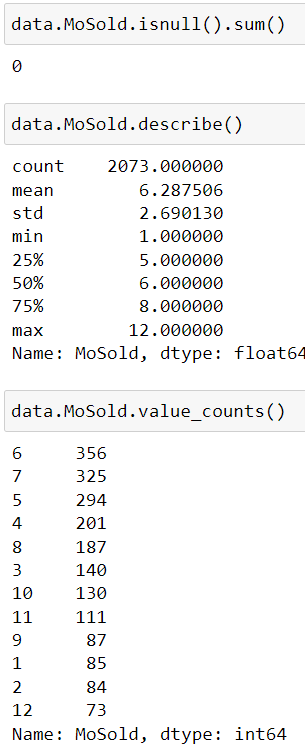 data.MoSold.isnull().sum()
0
data.MoSold.describe()
count    2073.000000
mean        6.287506
std         2.690130
min         1.000000
25%         5.000000
50%         6.000000
75%         8.000000
max        12.000000
Name: MoSold, dtype: float64
data.MoSold.value_counts()
6     356
7     325
5     294
4     201
8     187
3     140
10    130
11    111
9      87
1      85
2      84
12     73
Name: MoSold, dtype: int64